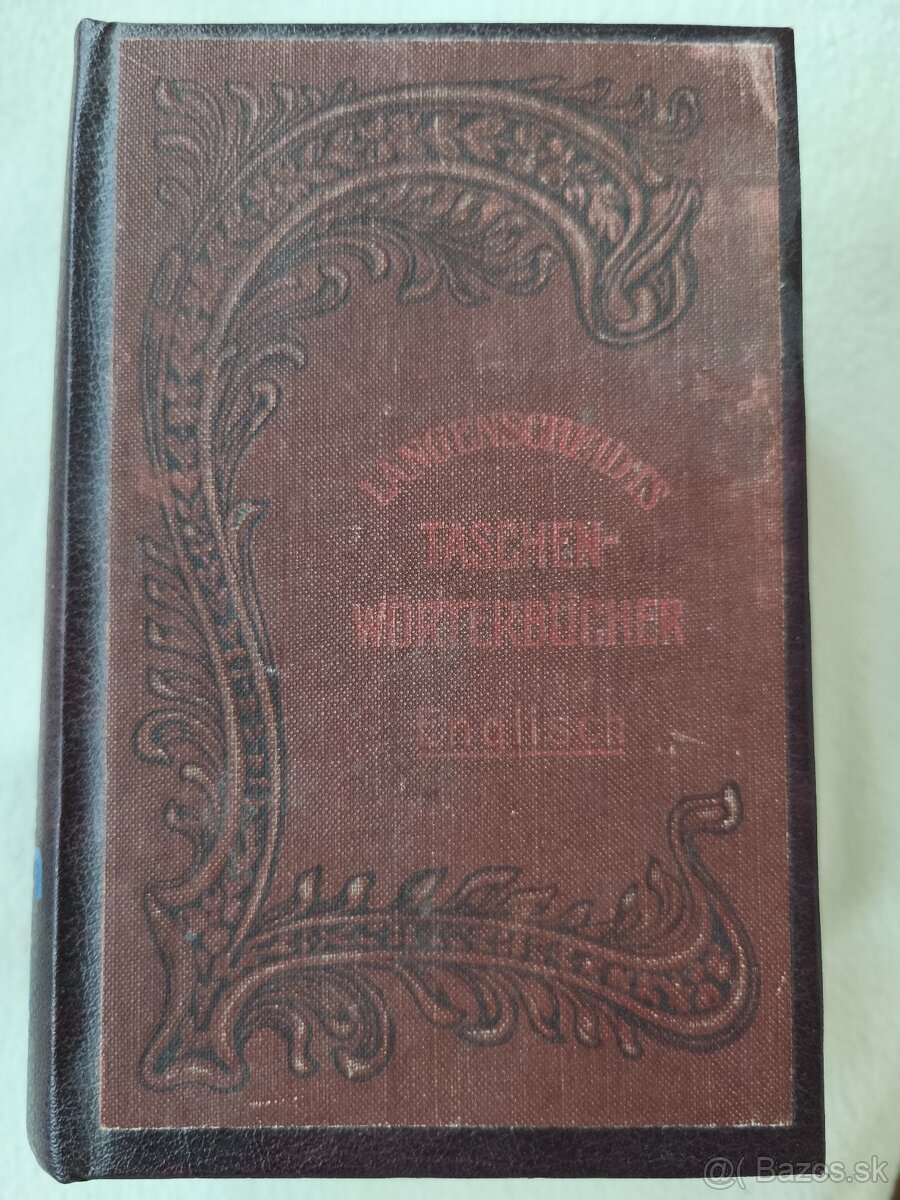 LANGENSCHEIDTS
TASCHEN-
WÖRTERBÜCHER
Englisch
@( Bazos.sk